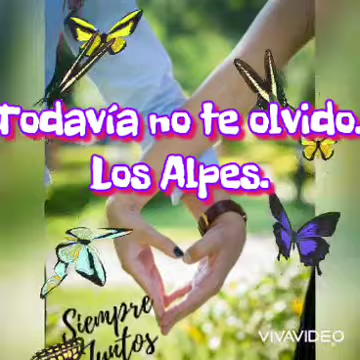 Todavía no te olvido.
Los Alpes.
Siempre
Juntos
VIVAVIDEO